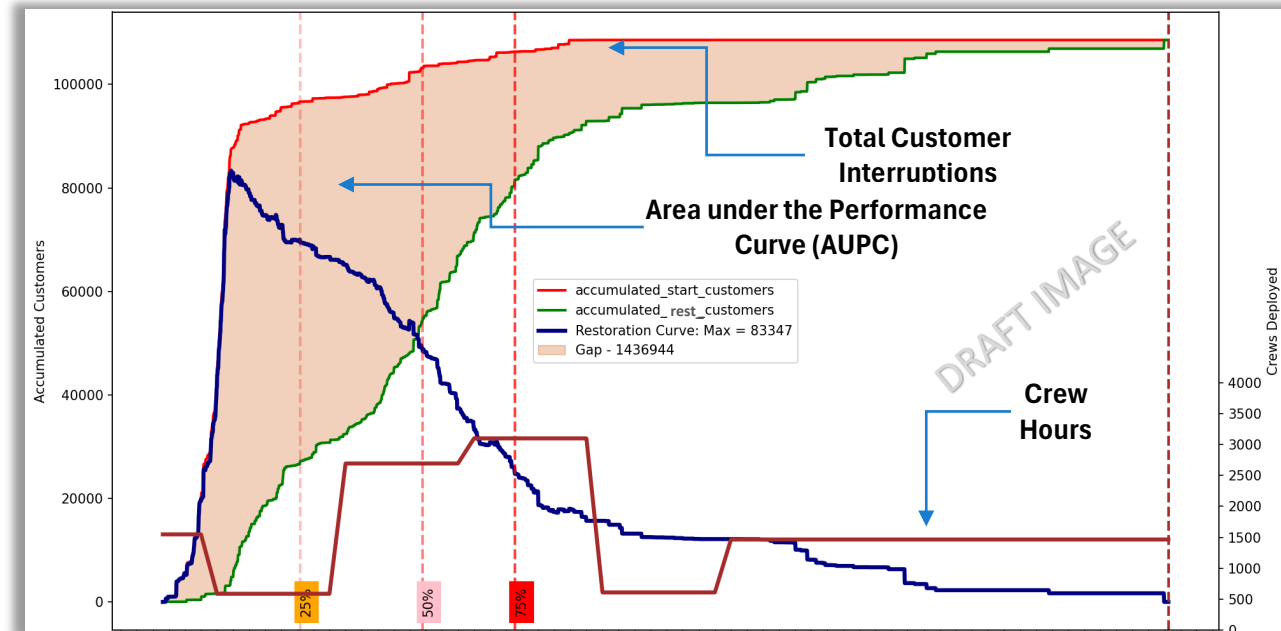 100000
80000
60000
40000
20000
0
Accumulated Customers
Total Customer
Interruptions
Area under the Performance
Curve (AUPC)
accumulated_start_customers
accumulated_rest_customers
Restoration Curve: Max = 83347
Gap - 1436944
DRAFT IMAGE
Crew
Hours
25%
50%
75%
4000
3500
3000
2500
2000
1500
1000
500
0
Crews Deployed